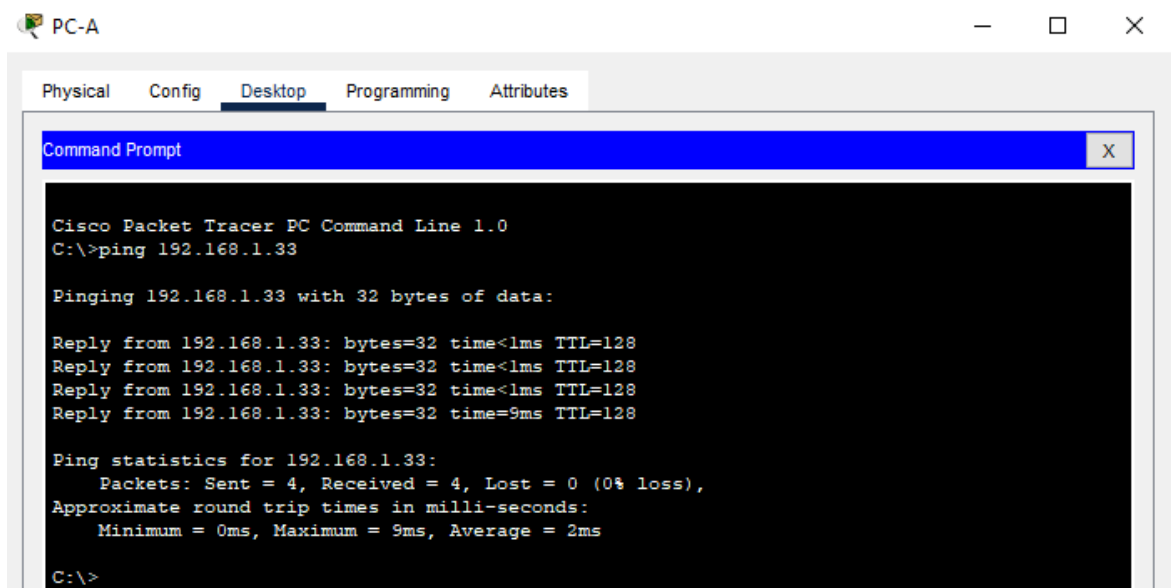 PC-A
Physical Config Desktop Programming Attributes
Command Prompt X
Cisco Packet Tracer PC Command Line 1.0
C:\>ping 192.168.1.33
Pinging 192.168.1.33 with 32 bytes of data:
Reply from 192.168.1.33: bytes=32 time<1ms TTL=128
Reply from 192.168.1.33: bytes=32 time<1ms TTL=128
Reply from 192.168.1.33: bytes=32 time<1ms TTL=128
Reply from 192.168.1.33: bytes=32 time=9ms TTL=128
Ping statistics for 192.168.1.33:
Packets: Sent = 4, Received = 4, Lost = 0 (0% loss),
Approximate round trip times in milli-seconds:
Minimum = 0ms, Maximum = 9ms, Average = 2ms
C:\>